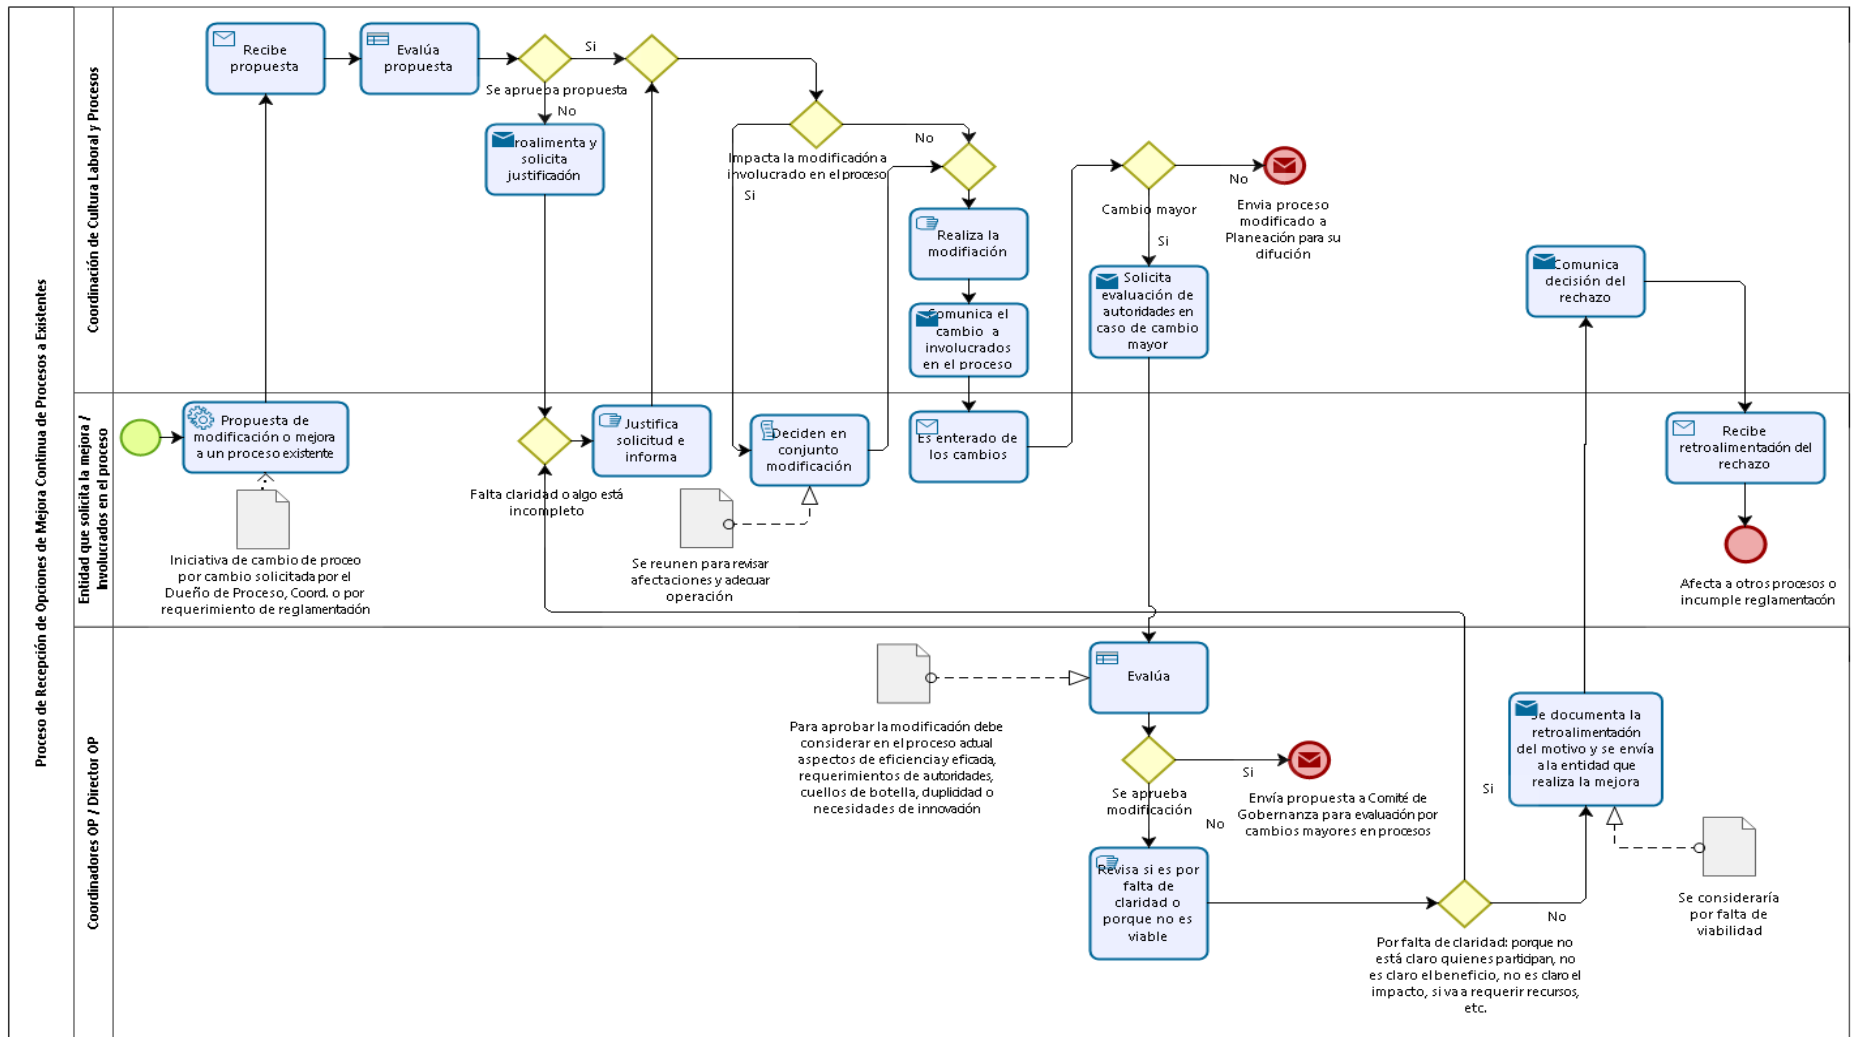 Proceso de Recepción de Opciones de Mejora Continua de Procesos a Existentes
Coordinación de Cultura Laboral y Procesos
Recibe
propuesta
Evalúa
propuesta
Si
Se aprueba propuesta
No
roalimenta y
solicita
justificación
Impacta la modificación a
involucrado en el proceso
No
Si
Realiza la
modifiación
Comunica el
cambio a
involucrados
en el proceso
Cambio mayor
No
Si
Envia proceso
modificado a
Planeación para su
difución
Solicita
evaluación de
autoridades en
caso de cambio
mayor
Comunica
decisión del
rechazo
Entidad que solicita la mejora /
Involucrados en el proceso
Propuesta de
modificación o mejora
a un proceso existente
Iniciativa de cambio de proceo
por cambio solicitada por el
Dueño de Proceso, Coord. o por
requerimiento de reglamentación
Falta claridad o algo está
incompleto
Justifica
solicitud e
informa
Deciden en
conjunto
modificación
Se reunen para revisar
afectaciones y adecuar
operación
Es enterado de
los cambios
Recibe
retroalimentación del
rechazo
Afecta a otros procesos o
incumple reglamentacón
Coordinadores OP / Director OP
Para aprobar la modificación debe
considerar en el proceso actual
aspectos de eficiencia y eficacia,
requerimientos de autoridades,
cuellos de botella, duplicidad o
necesidades de innovación
Evalúa
Se aprueba
modificación
Si
No
Envía propuesta a Comité de
Gobernanza para evaluación por
cambios mayores en procesos
Revisa si es por
falta de
claridad o
porque no es
viable
Si
No
Por falta de claridad: porque no
está claro quienes participan, no
es claro el beneficio, no es claro el
impacto, si va a requerir recursos,
etc.
Se documenta la
retroalimentación
del motivo y se envía
a la entidad que
realiza la mejora
Se consideraría
por falta de
viabilidad